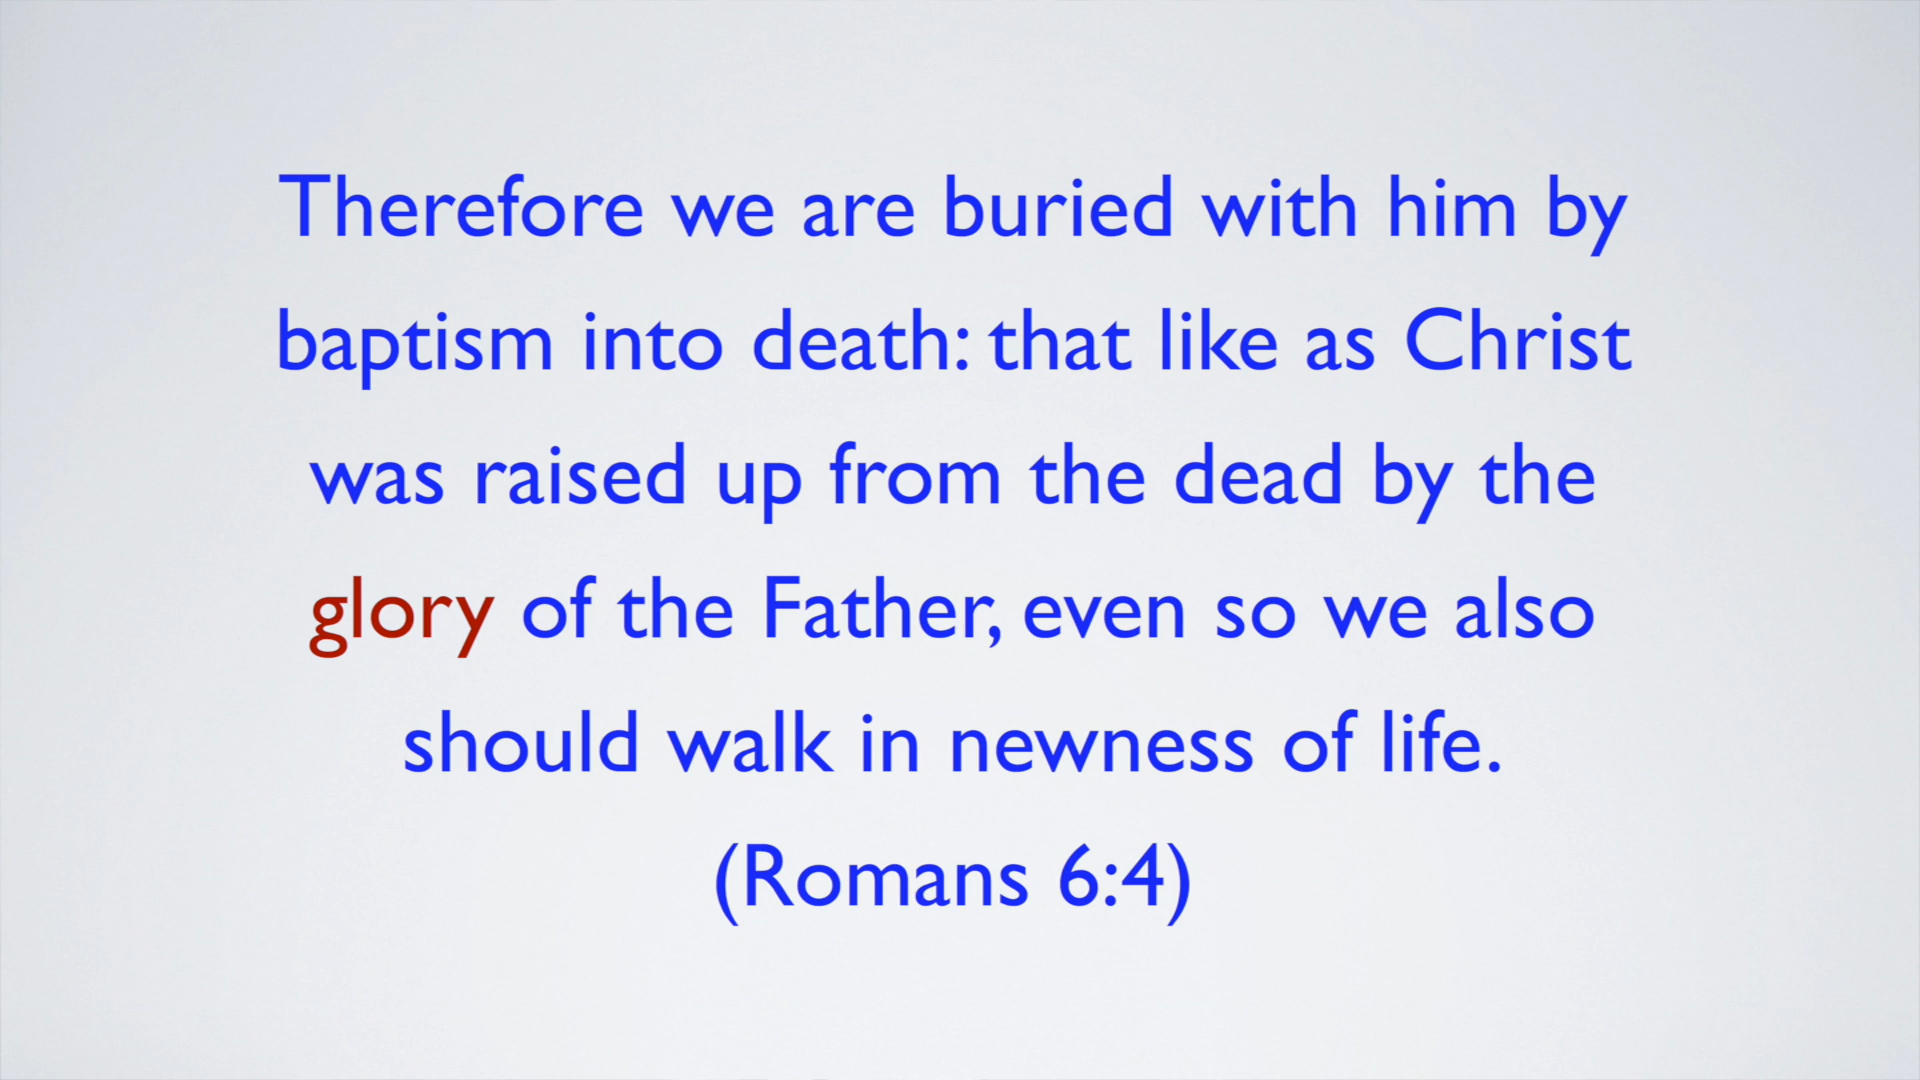 Therefore we are buried with him by
baptism into death: that like as Christ
was raised up from the dead by the
glory of the Father, even so we also
should walk in newness of life.
(Romans 6:4)